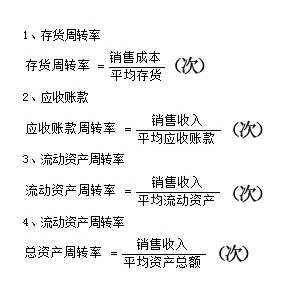 1、存货周转率
存货周转率 =销售成本/平均存货（次）
2、应收账款
应收账款周转率 =销售收入/平均应收账款（次）
3、流动资产周转率
流动资产周转率 =销售收入/平均流动资产（次）
4、流动资产周转率
总资产周转率 =销售收入/平均资产总额（次）